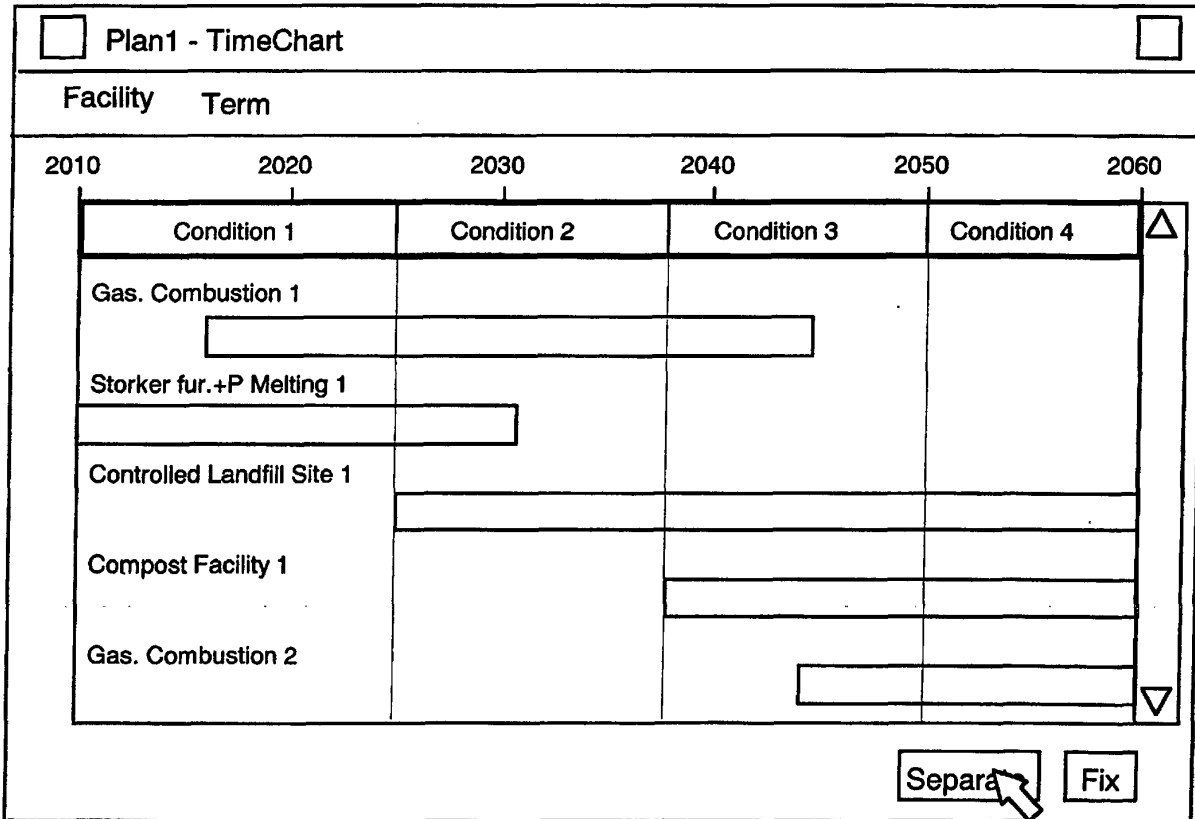 Plan1 - TimeChart
Facility Term
2010 2020 2030 2040 2050 2060
Condition 1 Condition 2 Condition 3 Condition 4
Gas. Combustion 1
Storker fur.+P Melting 1
Controlled Landfill Site 1
Compost Facility 1
Gas. Combustion 2
Separate Fix